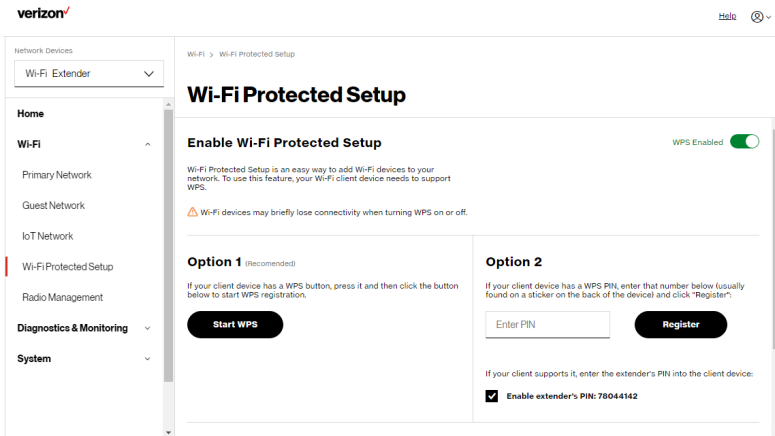 verizon
Help
Network Devices
Wi-Fi Extender
Home
Wi-Fi
Primary Network
Guest Network
IoT Network
Wi-Fi Protected Setup
Radio Management
Diagnostics & Monitoring
System
Wi-Fi > Wi-Fi Protected Setup
Wi-Fi Protected Setup
Enable Wi-Fi Protected Setup
WPS Enabled
Wi-Fi Protected Setup is an easy way to add Wi-Fi devices to your
network. To use this feature, your Wi-Fi client device needs to support
WPS.
Wi-Fi devices may briefly lose connectivity when turning WPS on or off.
Option 1 (Recomended)
If your client device has a WPS button, press it and then click the button
below to start WPS registration.
Start WPS
Option 2
If your client device has a WPS PIN, enter that number below (usually
found on a sticker on the back of the device) and click "Register":
Enter PIN
Register
If your client supports it, enter the extender's PIN into the client device:
Enable extender's PIN: 78044142